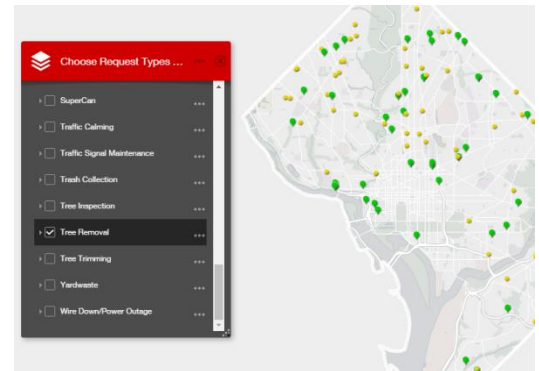 Choose Request Types ...
SuperCan
Traffic Calming
Traffic Signal Maintenance
Trash Collection
Tree Inspection
Tree Removal
Tree Trimming
Yardwaste
Wire Down/Power Outage